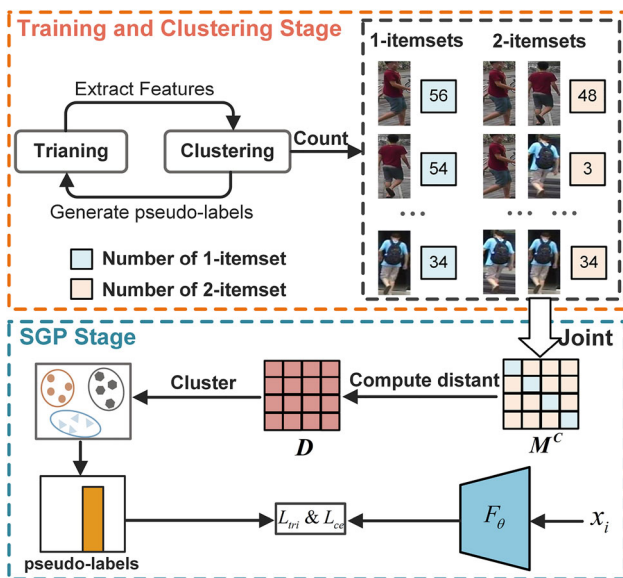 Training and Clustering Stage
1-itemsets 2-itemsets
Extract Features
56 48
Trianing Clustering Count
54 3
Generate pseudo-labels
... ... ...
Number of 1-itemset
34 34
Number of 2-itemset
SGP Stage
Joint
Cluster
Compute distant
D
M^C
L_tri & L_ce
F_θ
x_i
pseudo-labels